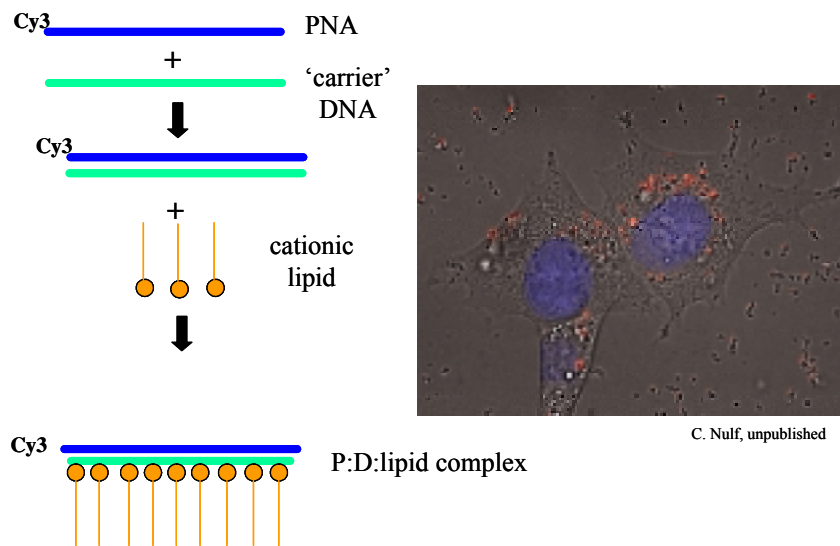 Cy3
PNA
+
‘carrier’
DNA
Cy3
+
cationic
lipid
Cy3
P:D:lipid complex
C. Nulf, unpublished